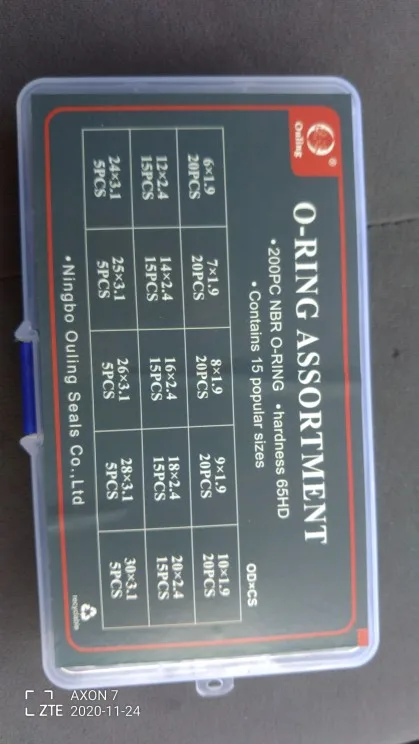 Ouling
®
O-RING ASSORTMENT
•200PC NBR O-RING •hardness 65HD
•Contains 15 popular sizes
OD×CS
6×1.9 7×1.9 8×1.9 9×1.9 10×1.9
20PCS 20PCS 20PCS 20PCS 20PCS
12×2.4 14×2.4 16×2.4 18×2.4 20×2.4
15PCS 15PCS 15PCS 15PCS 15PCS
24×3.1 25×3.1 26×3.1 28×3.1 30×3.1
5PCS 5PCS 5PCS 5PCS 5PCS
•Ningbo Ouling Seals Co.,Ltd
recyclable
AXON 7
ZTE 2020-11-24